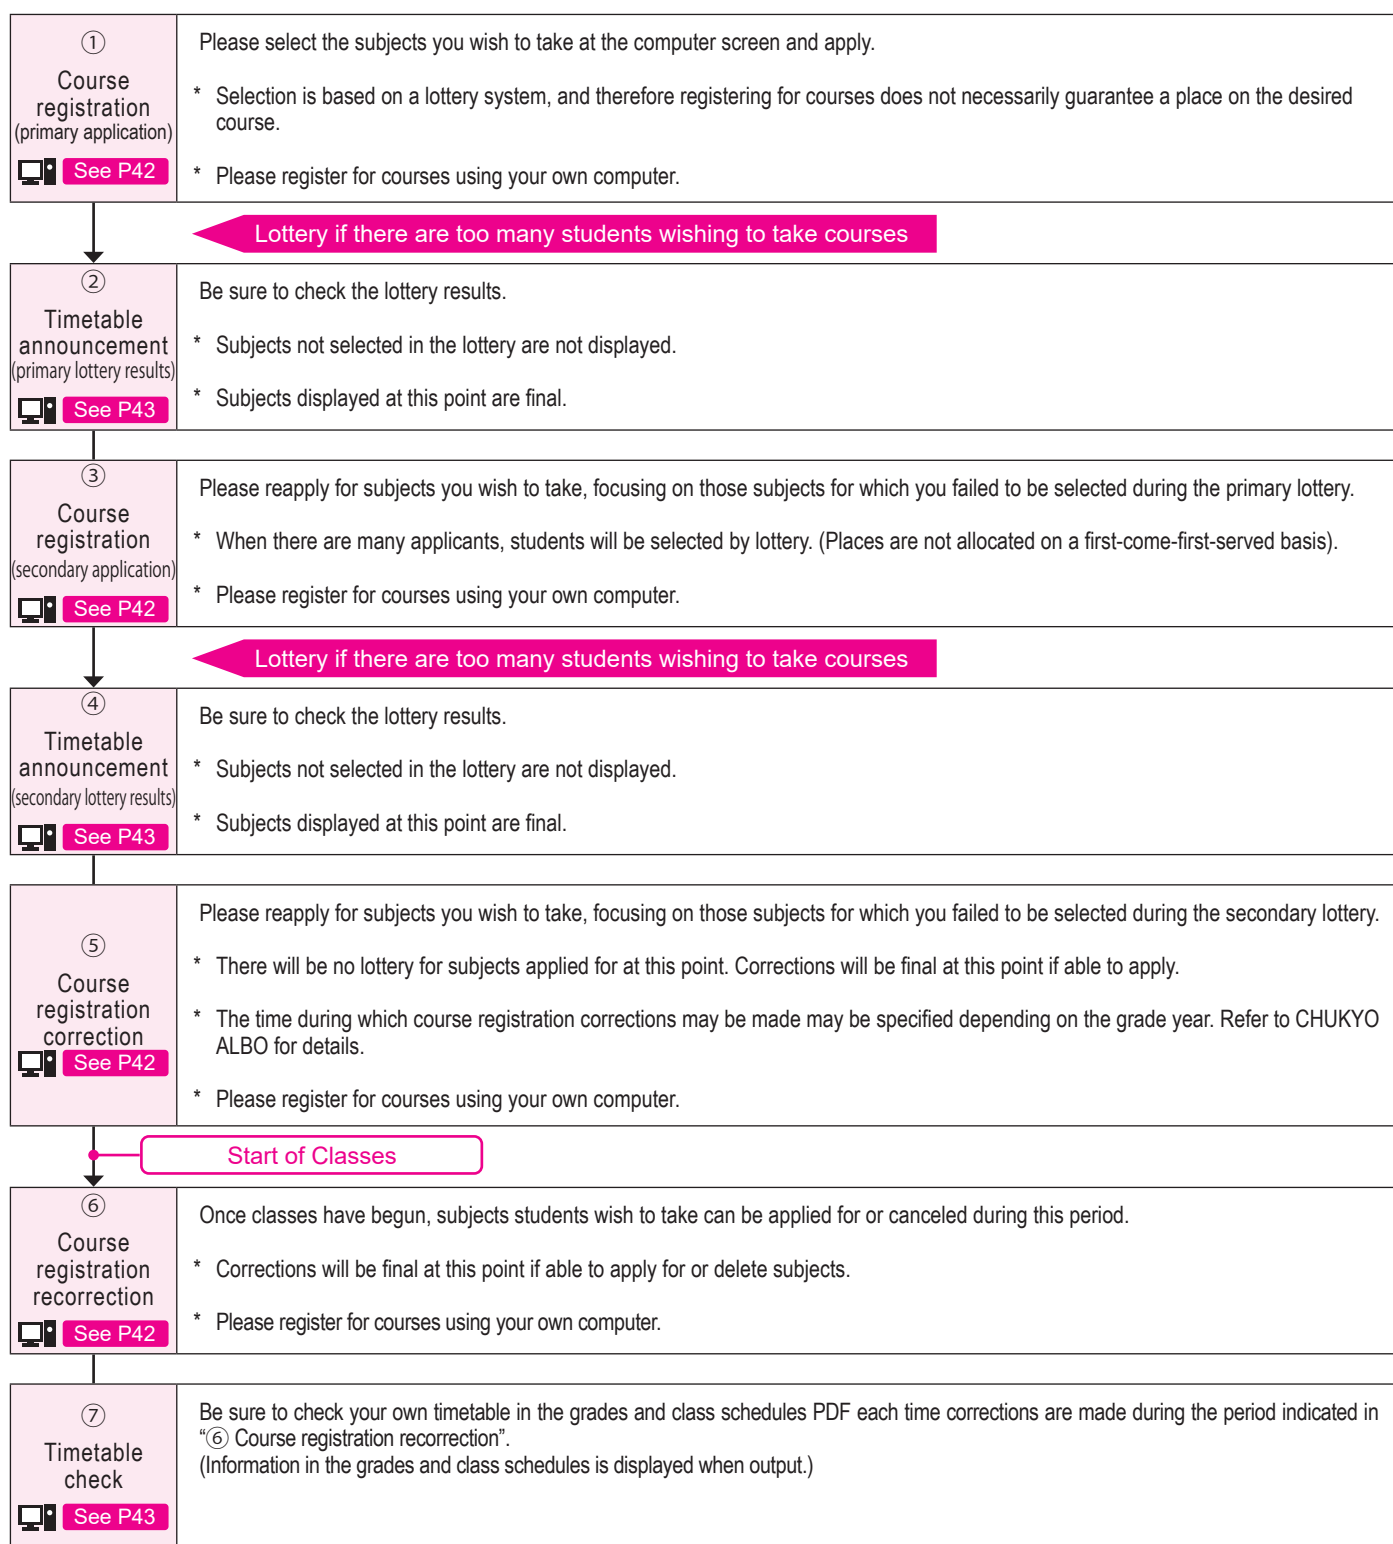 ①
Course
registration
(primary application)
See P42
Please select the subjects you wish to take at the computer screen and apply.
* Selection is based on a lottery system, and therefore registering for courses does not necessarily guarantee a place on the desired
course.
* Please register for courses using your own computer.
Lottery if there are too many students wishing to take courses
②
Timetable
announcement
(primary lottery results)
See P43
Be sure to check the lottery results.
* Subjects not selected in the lottery are not displayed.
* Subjects displayed at this point are final.
③
Course
registration
(secondary application)
See P42
Please reapply for subjects you wish to take, focusing on those subjects for which you failed to be selected during the primary lottery.
* When there are many applicants, students will be selected by lottery. (Places are not allocated on a first-come-first-served basis).
* Please register for courses using your own computer.
Lottery if there are too many students wishing to take courses
④
Timetable
announcement
(secondary lottery results)
See P43
Be sure to check the lottery results.
* Subjects not selected in the lottery are not displayed.
* Subjects displayed at this point are final.
⑤
Course
registration
correction
See P42
Please reapply for subjects you wish to take, focusing on those subjects for which you failed to be selected during the secondary lottery.
* There will be no lottery for subjects applied for at this point. Corrections will be final at this point if able to apply.
* The time during which course registration corrections may be made may be specified depending on the grade year. Refer to CHUKYO
ALBO for details.
* Please register for courses using your own computer.
Start of Classes
⑥
Course
registration
recorrection
See P42
Once classes have begun, subjects students wish to take can be applied for or canceled during this period.
* Corrections will be final at this point if able to apply for or delete subjects.
* Please register for courses using your own computer.
⑦
Timetable
check
See P43
Be sure to check your own timetable in the grades and class schedules PDF each time corrections are made during the period indicated in
“⑥ Course registration recorrection”.
(Information in the grades and class schedules is displayed when output.)